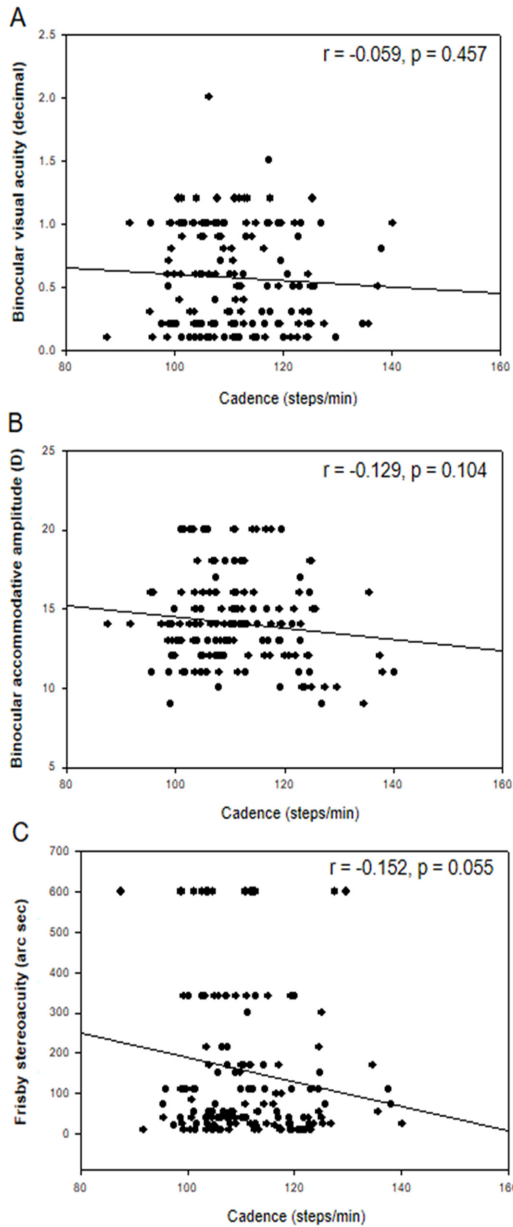 A
r = -0.059, p = 0.457
Binocular visual acuity (decimal)
2.5
2.0
1.5
1.0
0.5
0.0
80 100 120 140 160
Cadence (steps/min)
B
r = -0.129, p = 0.104
Binocular accommodative amplitude (D)
25
20
15
10
5
80 100 120 140 160
Cadence (steps/min)
C
r = -0.152, p = 0.055
Frisby stereoacuity (arc sec)
700
600
500
400
300
200
100
0
80 100 120 140 160
Cadence (steps/min)